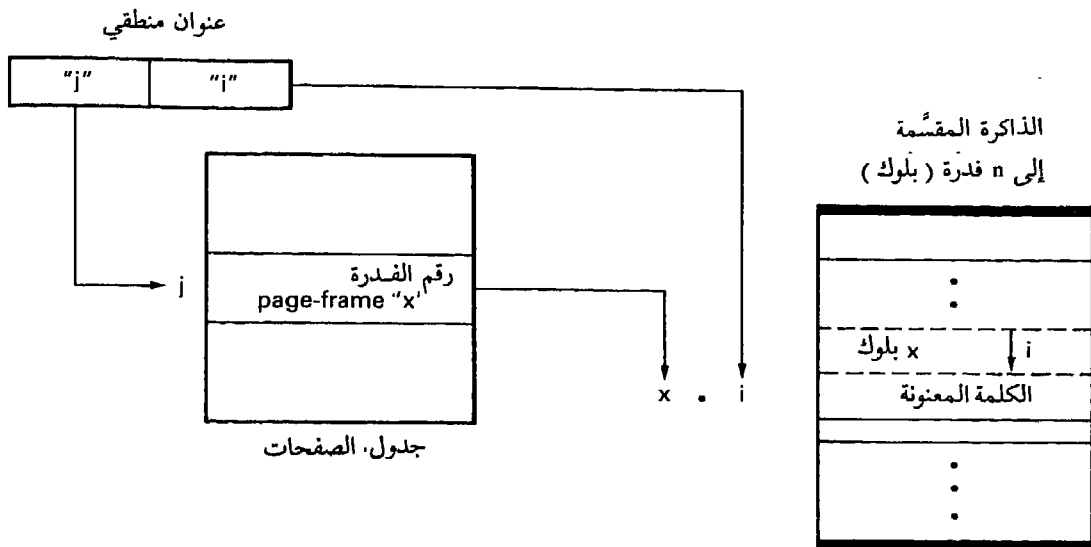 عنوان منطقي
"j" "i"
الذاكرة المقسَّمة
إلى n فدرة ( بلوك )
j
رقم الفدرة
page-frame "x'
x . i
جدول الصفحات
x بلوك
i
الكلمة المعنونة